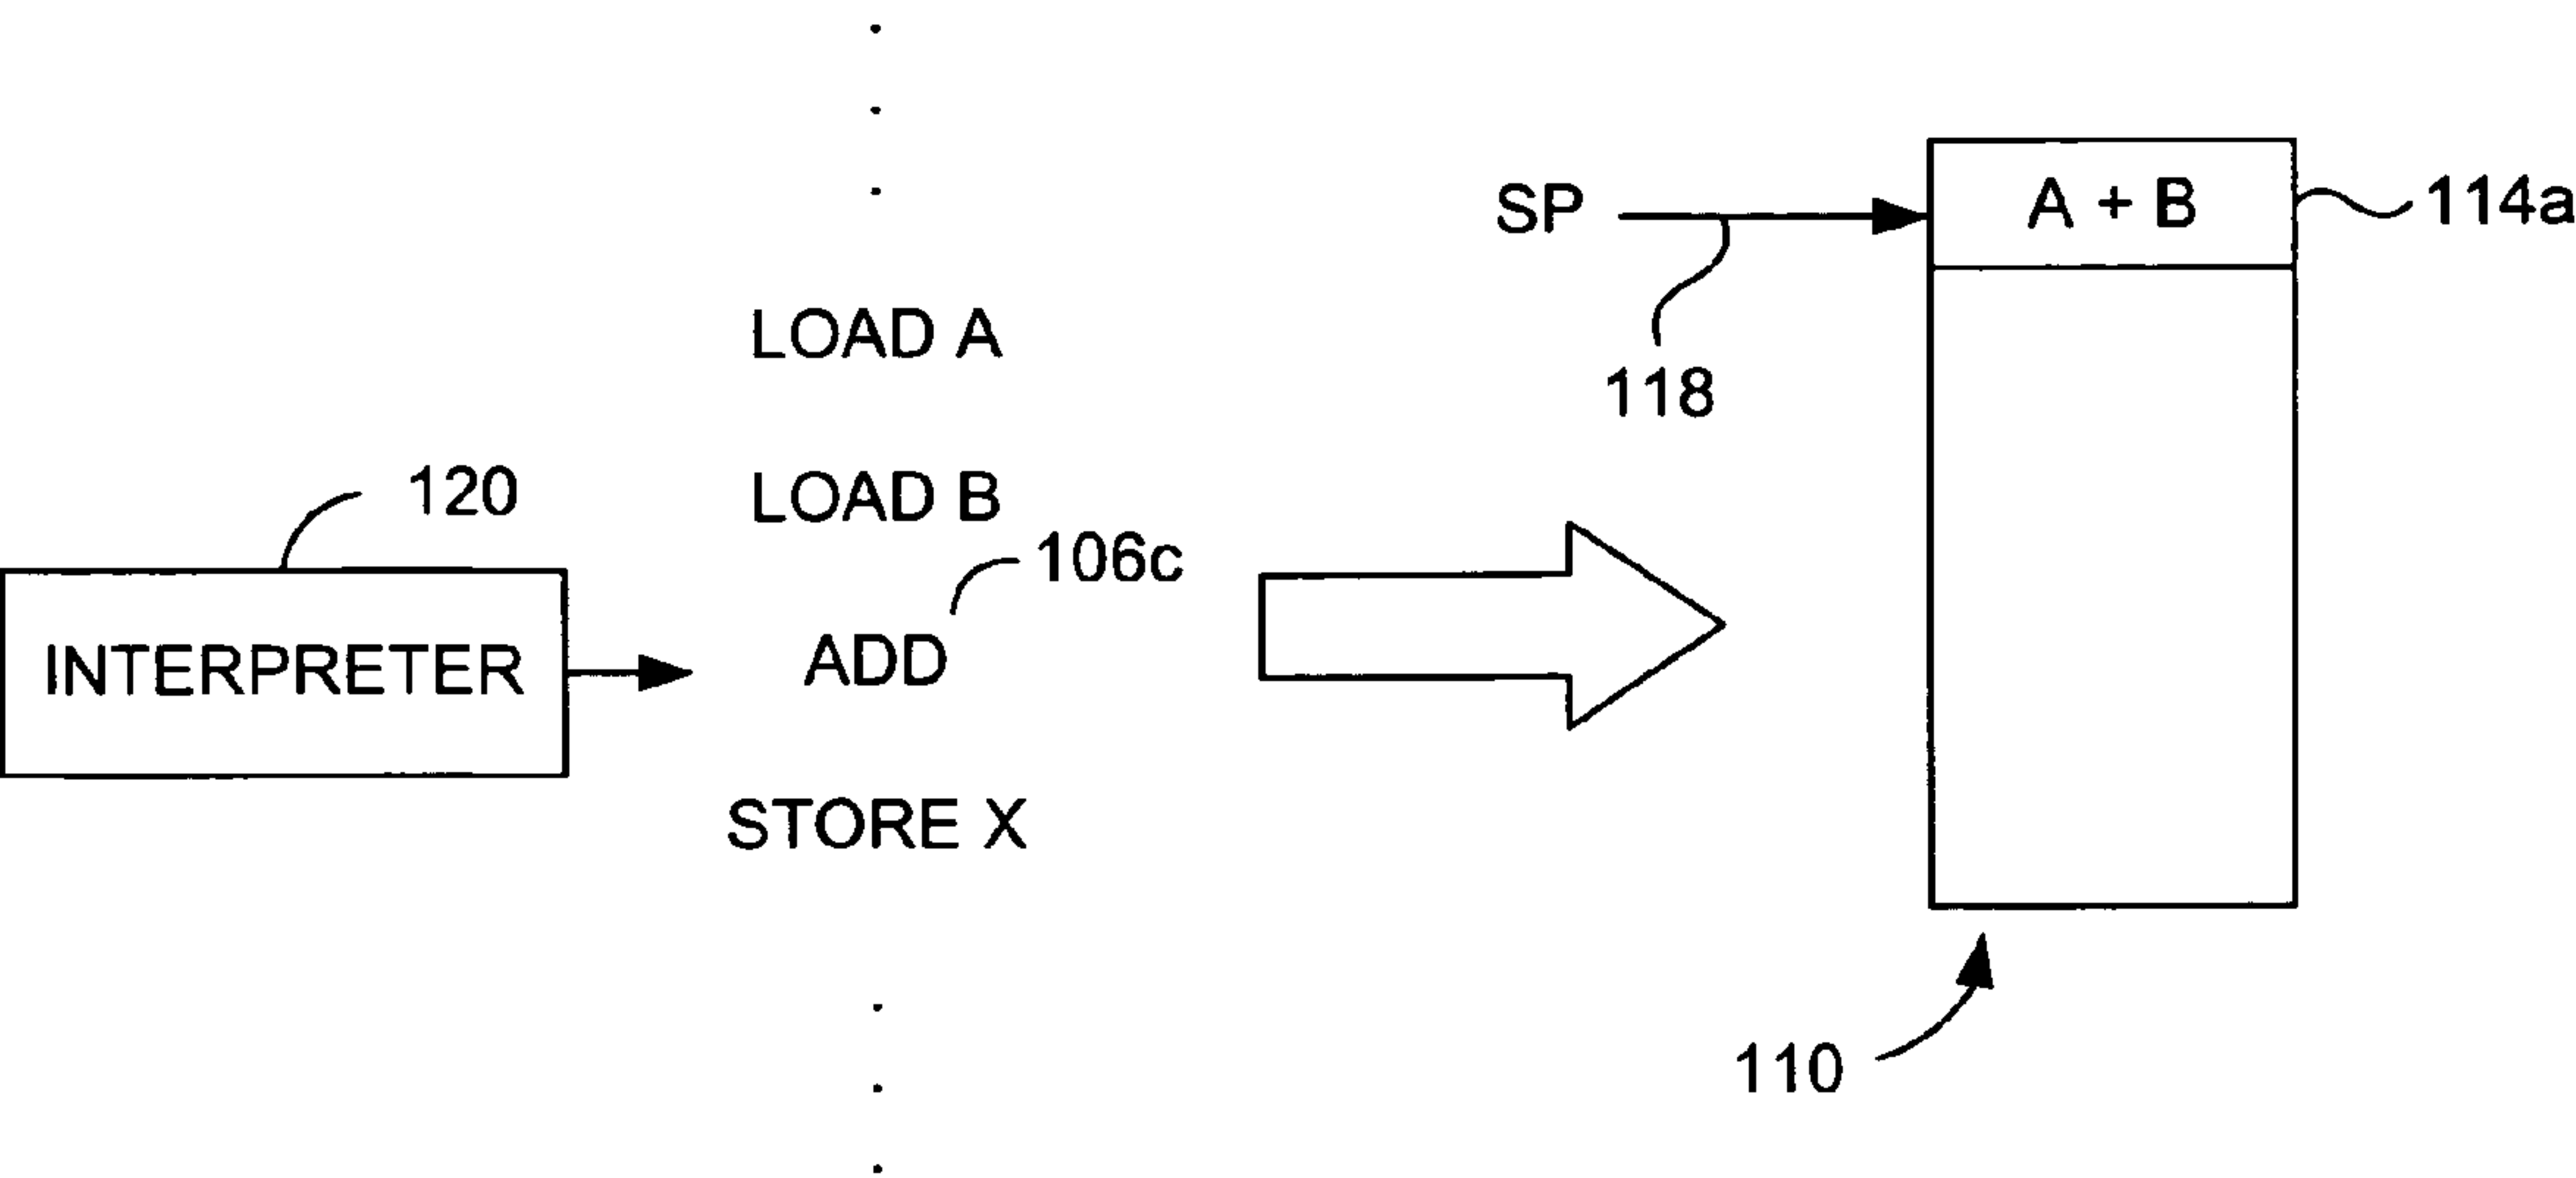 SP
A + B
114a
LOAD A
118
LOAD B
120
106c
INTERPRETER
ADD
STORE X
110